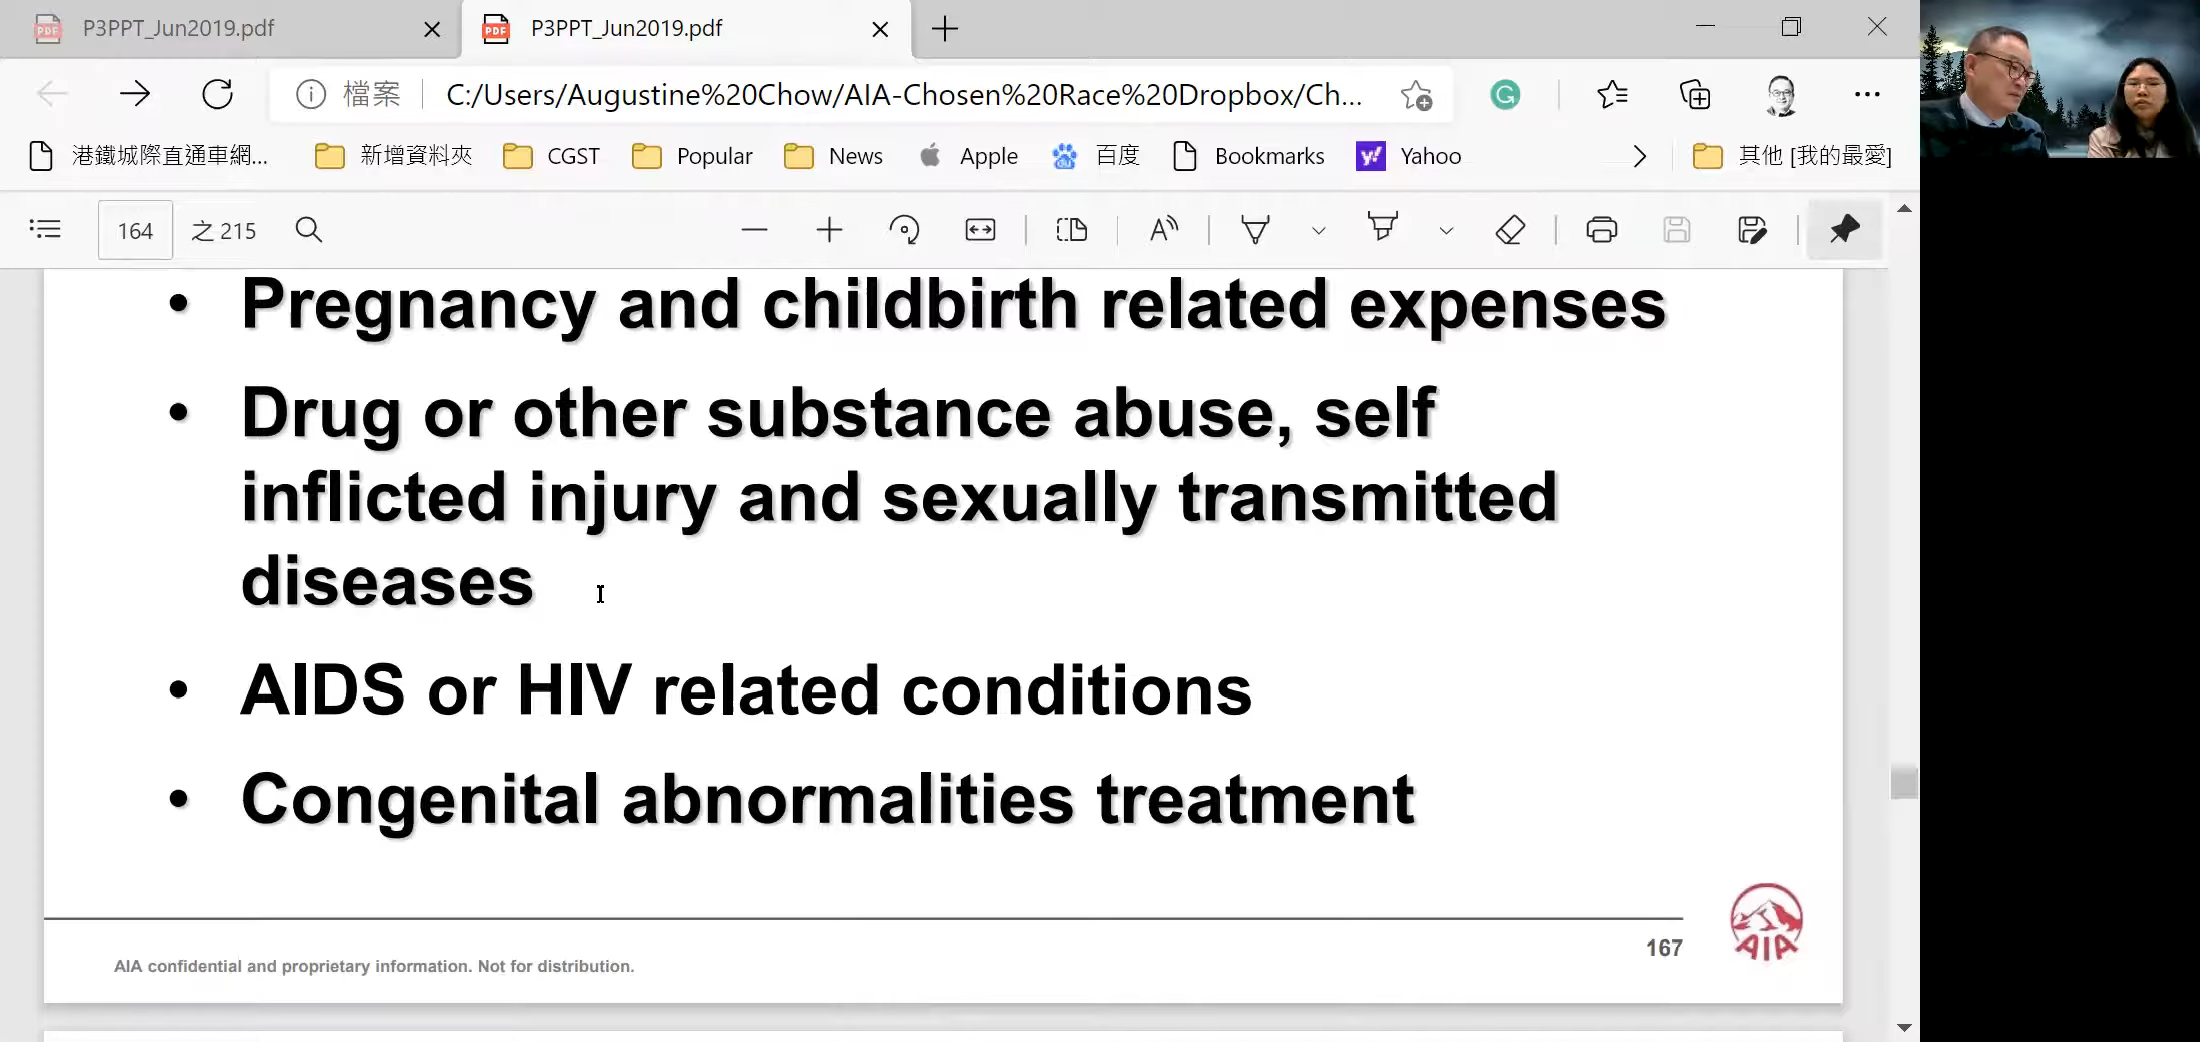 P3PPT_Jun2019.pdf
P3PPT_Jun2019.pdf
檔案 C:/Users/Augustine%20Chow/AIA-Chosen%20Race%20Dropbox/Ch...
港鐵城際直通車網... 新增資料夾 CGST Popular News Apple 百度 Bookmarks Yahoo 其他 [我的最愛]
164 之 215
• Pregnancy and childbirth related expenses
• Drug or other substance abuse, self
inflicted injury and sexually transmitted
diseases
• AIDS or HIV related conditions
• Congenital abnormalities treatment
167
AIA
AIA confidential and proprietary information. Not for distribution.